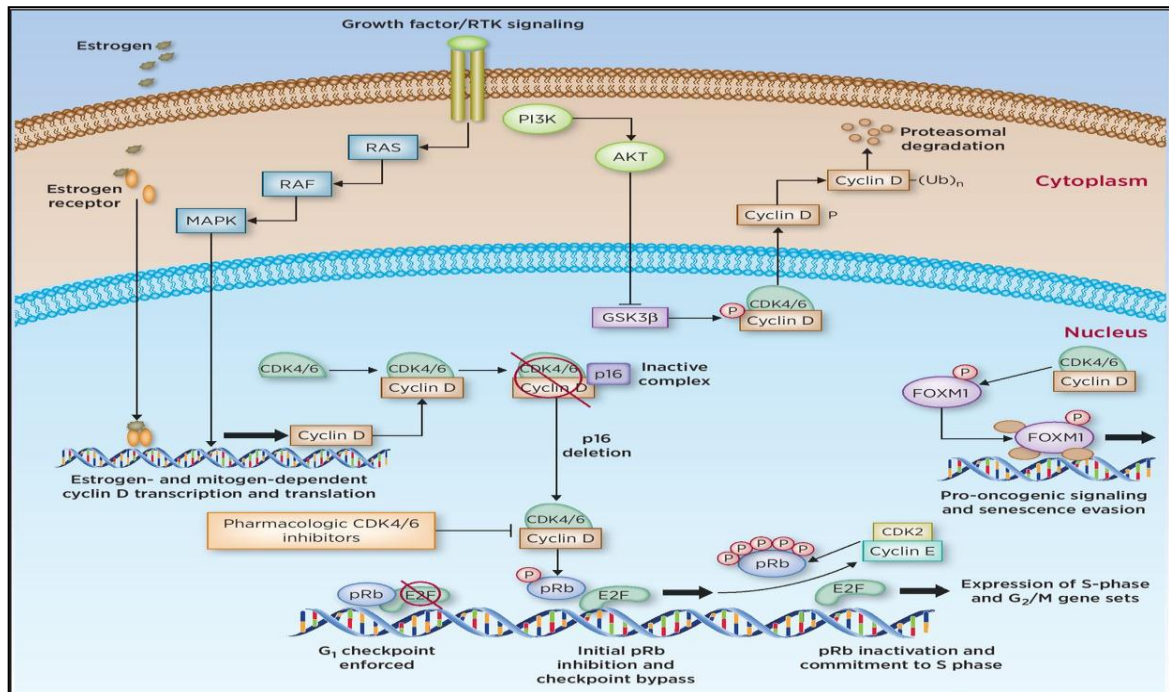 Growth factor/RTK signaling
Estrogen
PI3K
AKT
RAS
RAF
MAPK
Estrogen
receptor
Proteasomal
degradation
Cyclin D
(Ub)n
Cyclin D
P
Cytoplasm
GSK3β
P
CDK4/6
Cyclin D
Nucleus
CDK4/6
CDK4/6
Cyclin D
CDK4/6
Cyclin D
p16
Inactive
complex
Cyclin D
p16
deletion
Estrogen- and mitogen-dependent
cyclin D transcription and translation
CDK4/6
Cyclin D
P
FOXM1
P
FOXM1
Pro-oncogenic signaling
and senescence evasion
Pharmacologic CDK4/6
inhibitors
CDK4/6
Cyclin D
CDK2
Cyclin E
P
P
P
P
P
P
pRb
pRb
E2F
P
pRb
E2F
E2F
Expression of S-phase
and G2/M gene sets
G1 checkpoint
enforced
Initial pRb
inhibition and
checkpoint bypass
pRb inactivation and
commitment to S phase